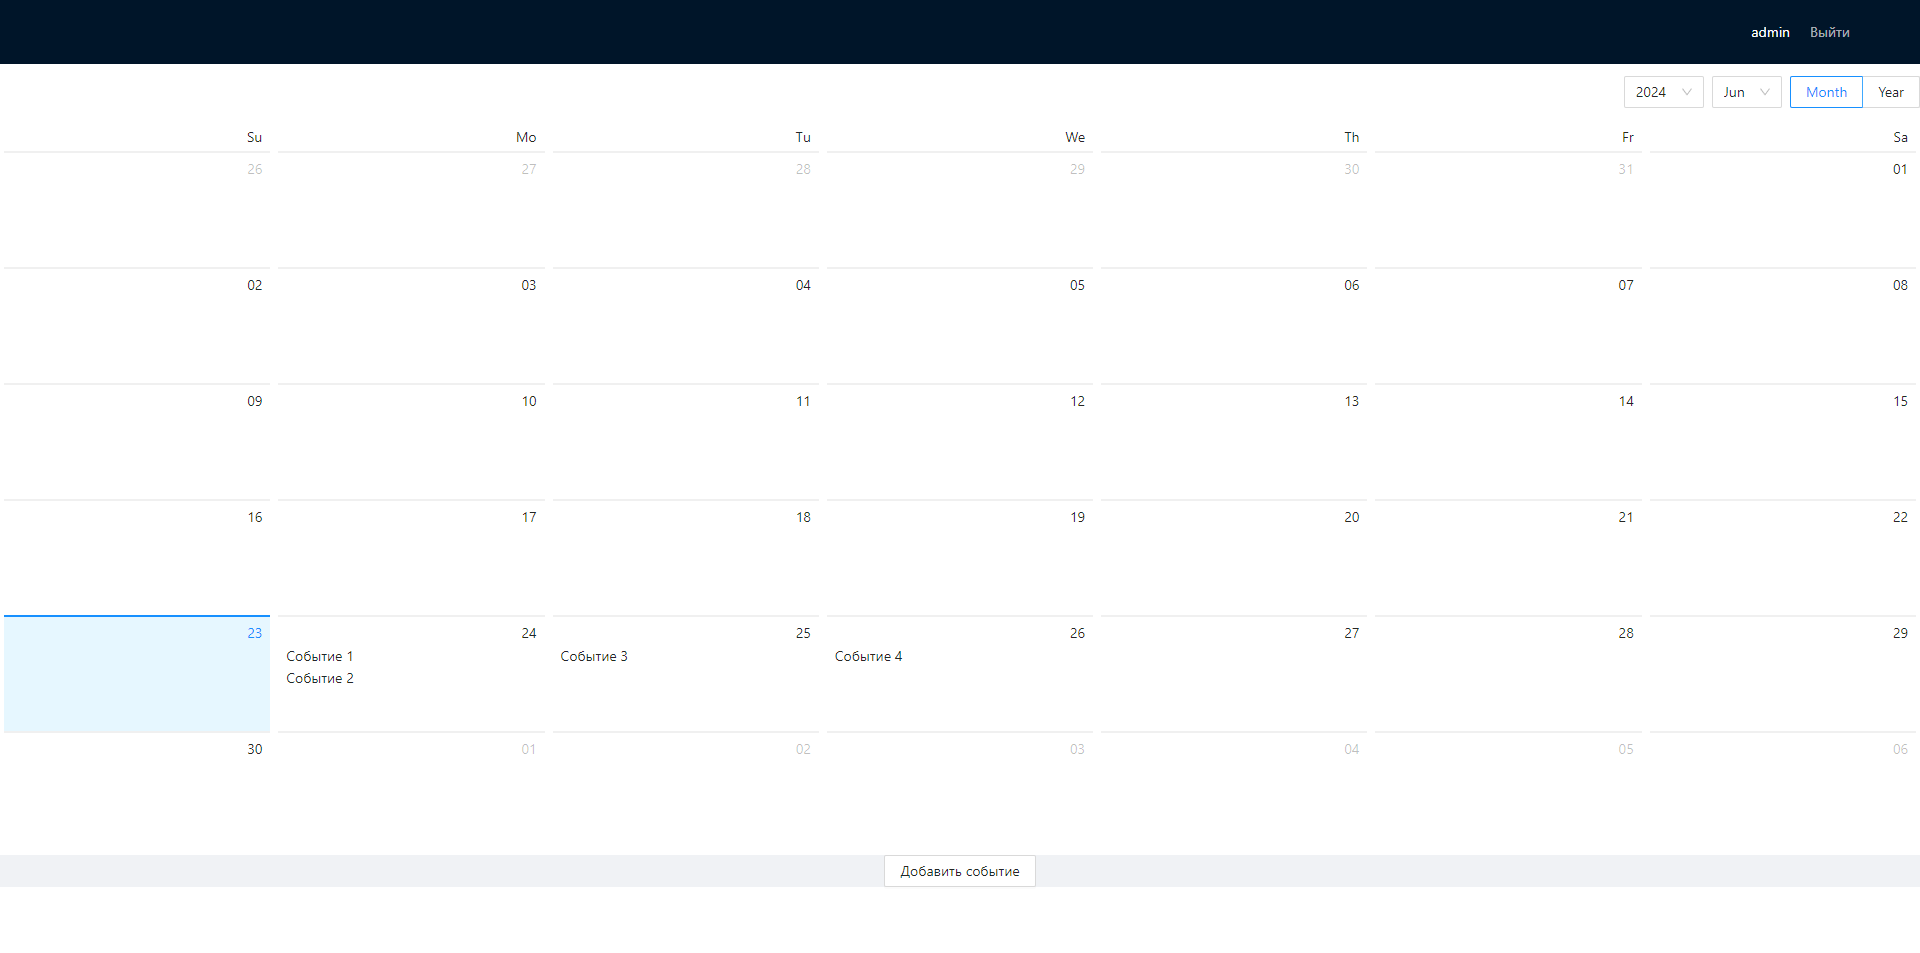 admin Выйти
2024 Jun Month Year
Su Mo Tu We Th Fr Sa
26 27 28 29 30 31 01
02 03 04 05 06 07 08
09 10 11 12 13 14 15
16 17 18 19 20 21 22
23 24 25 26 27 28 29
Событие 1 Событие 3 Событие 4
Событие 2
30 01 02 03 04 05 06
Добавить событие